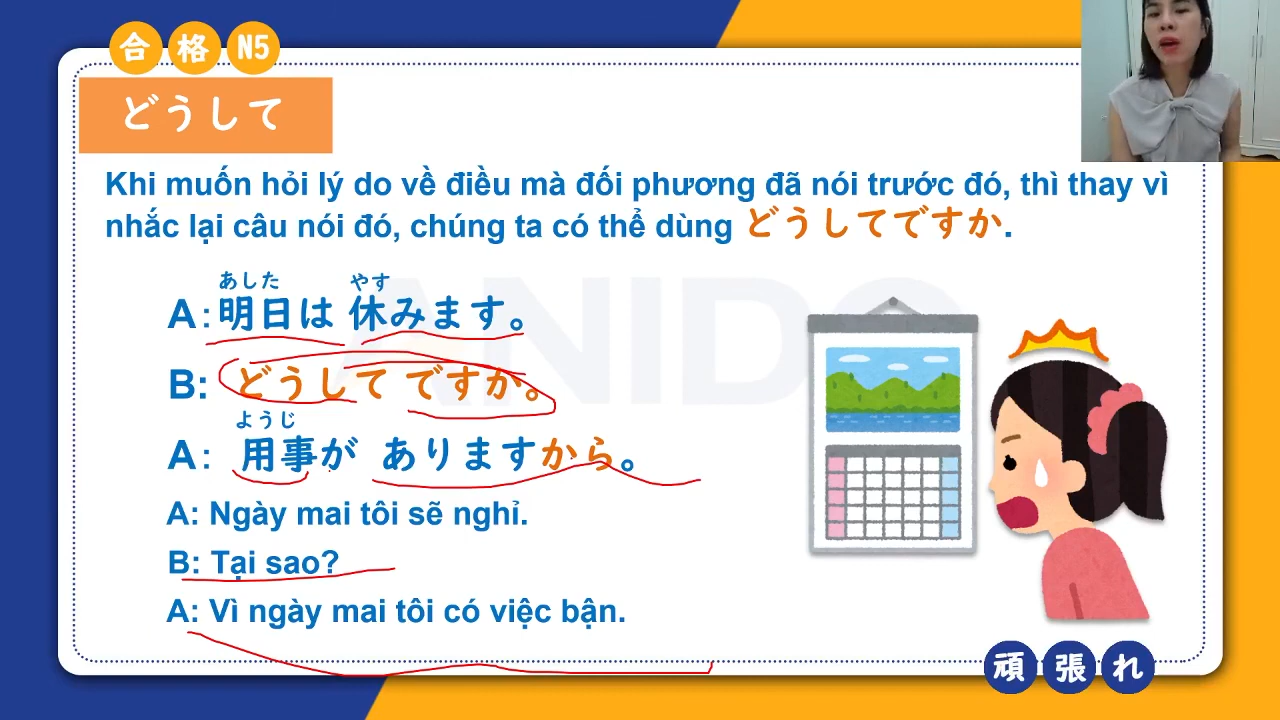 合格N5
どうして
Khi muốn hỏi lý do về điều mà đối phương đã nói trước đó, thì thay vì
nhắc lại câu nói đó, chúng ta có thể dùng どうしてですか.
あした やす
A: 明日は 休みます。
B: どうして ですか。
ようじ
A: 用事が ありますから。
A: Ngày mai tôi sẽ nghỉ.
B: Tại sao?
A: Vì ngày mai tôi có việc bận.
ANIDO
頑張れ